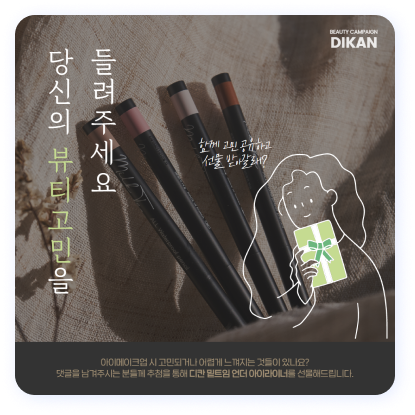 BEAUTY CAMPAIGN
DIKAN
들려주세요
당신의 뷰티고민을
함께 고민 공유하고
선물 받아갈래?
아이메이크업 시 고민되거나 어렵게 느껴지는 것들이 있나요?
댓글을 남겨주시는 분들께 추첨을 통해 디칸 밀트임 언더 아이라이너를 선물해드립니다.